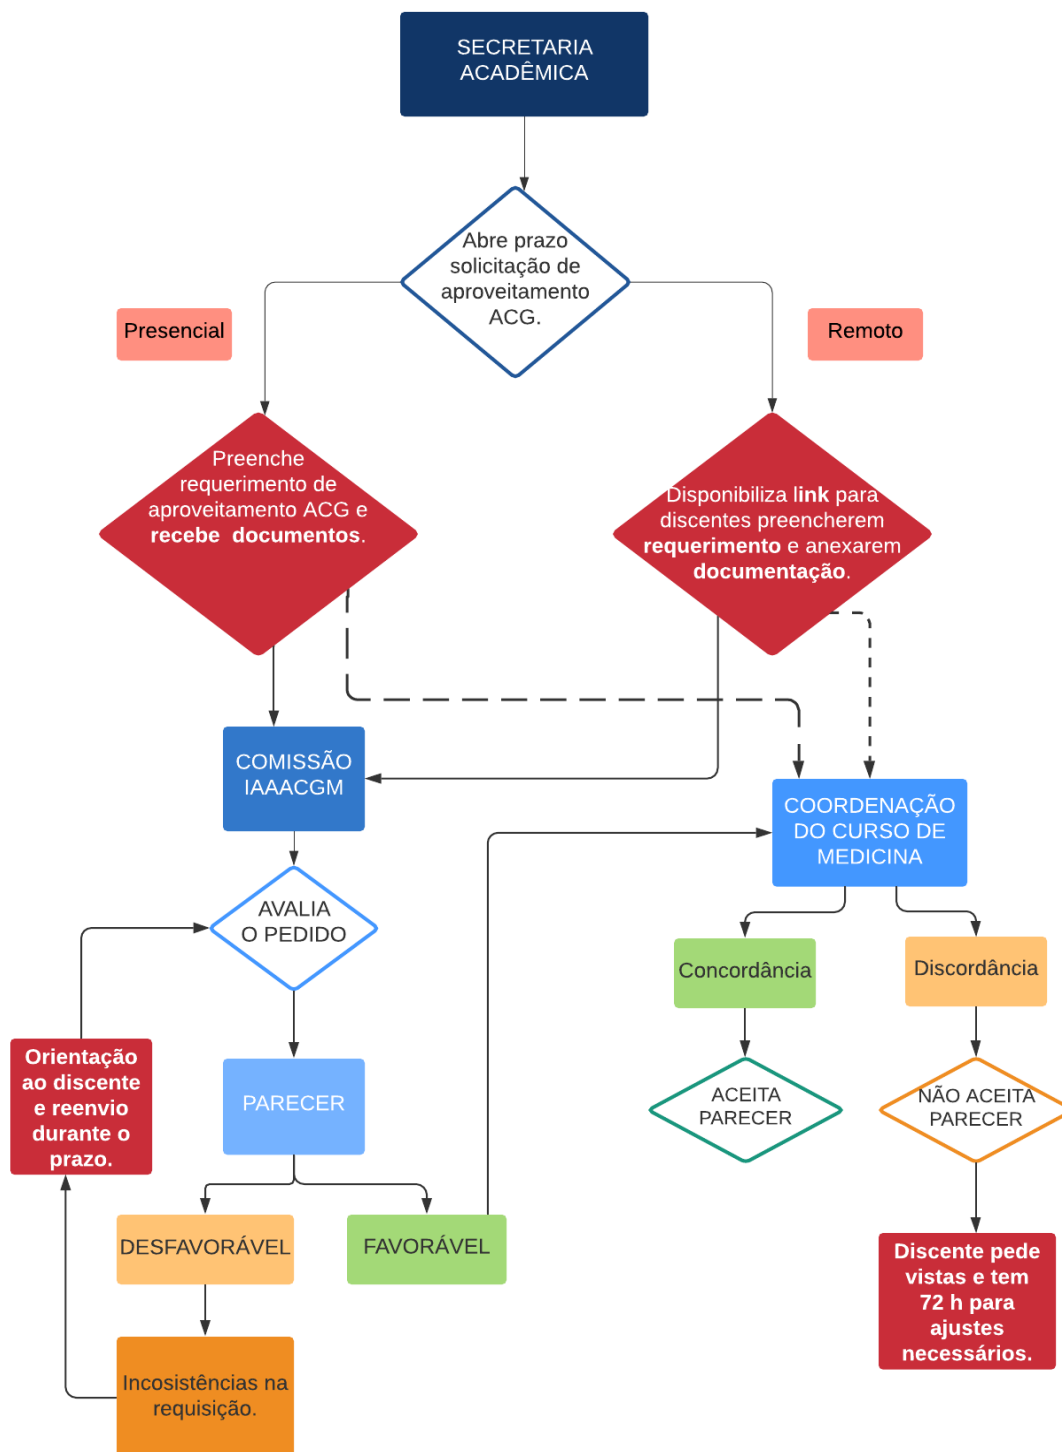 SECRETARIA
ACADÊMICA
Abre prazo
solicitação de
aproveitamento
ACG.
Presencial
Remoto
Preenche
requerimento de
aproveitamento ACG e
recebe documentos.
Disponibiliza link para
discentes preencherem
requerimento e anexarem
documentação.
COMISSÃO
IAAACGM
COORDENAÇÃO
DO CURSO DE
MEDICINA
AVALIA
O PEDIDO
Concordância
Discordância
Orientação
ao discente
e reenvio
durante o
prazo.
PARECER
ACEITA
PARECER
NÃO ACEITA
PARECER
DESFAVORÁVEL
FAVORÁVEL
Discente pede
vistas e tem
72 h para
ajustes
necessários.
Incosistências na
requisição.